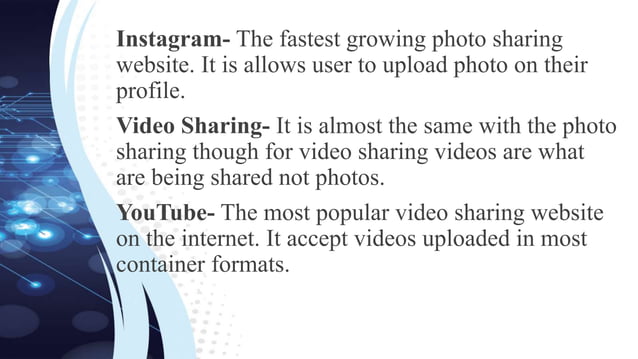 Instagram- The fastest growing photo sharing
website. It is allows user to upload photo on their
profile.
Video Sharing- It is almost the same with the photo
sharing though for video sharing videos are what
are being shared not photos.
YouTube- The most popular video sharing website
on the internet. It accept videos uploaded in most
container formats.